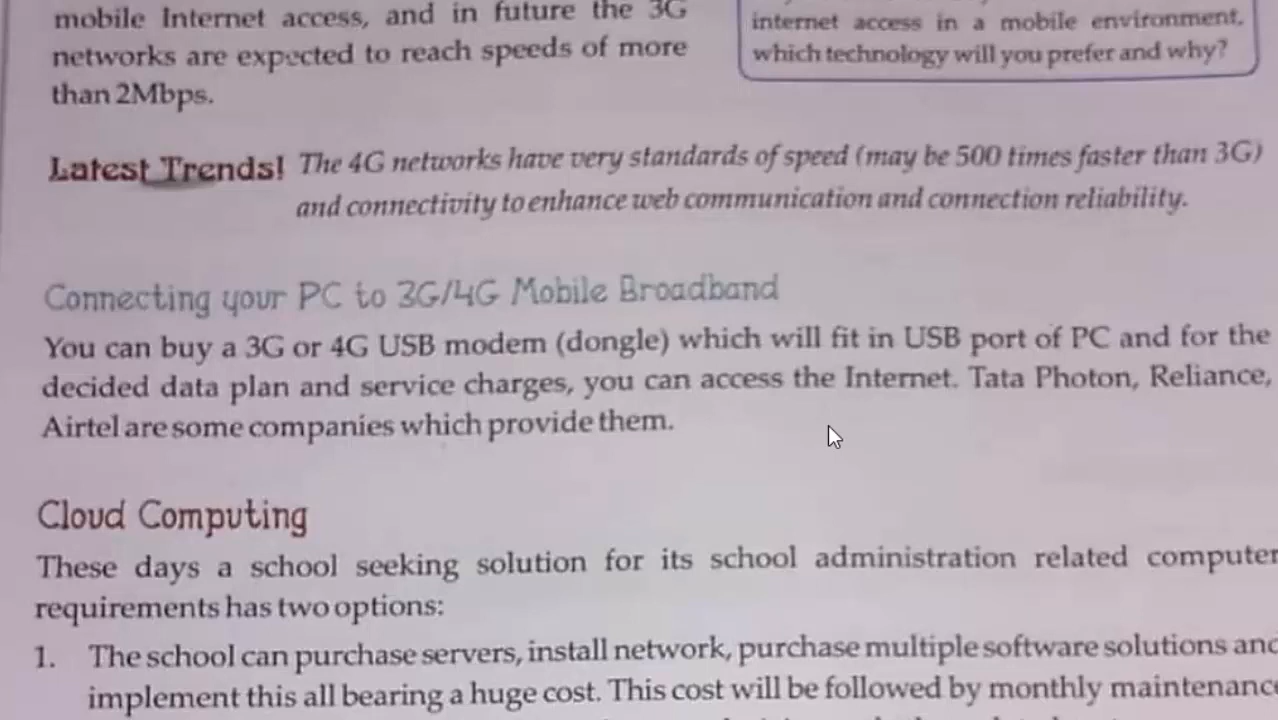 mobile Internet access, and in future the 3G
networks are expected to reach speeds of more
than 2Mbps.
internet access in a mobile environment,
which technology will you prefer and why?
Latest Trends! The 4G networks have very standards of speed (may be 500 times faster than 3G)
and connectivity to enhance web communication and connection reliability.
Connecting your PC to 3G/4G Mobile Broadband
You can buy a 3G or 4G USB modem (dongle) which will fit in USB port of PC and for the
decided data plan and service charges, you can access the Internet. Tata Photon, Reliance,
Airtel are some companies which provide them.
Cloud Computing
These days a school seeking solution for its school administration related computer
requirements has two options:
1. The school can purchase servers, install network, purchase multiple software solutions and
implement this all bearing a huge cost. This cost will be followed by monthly maintenance